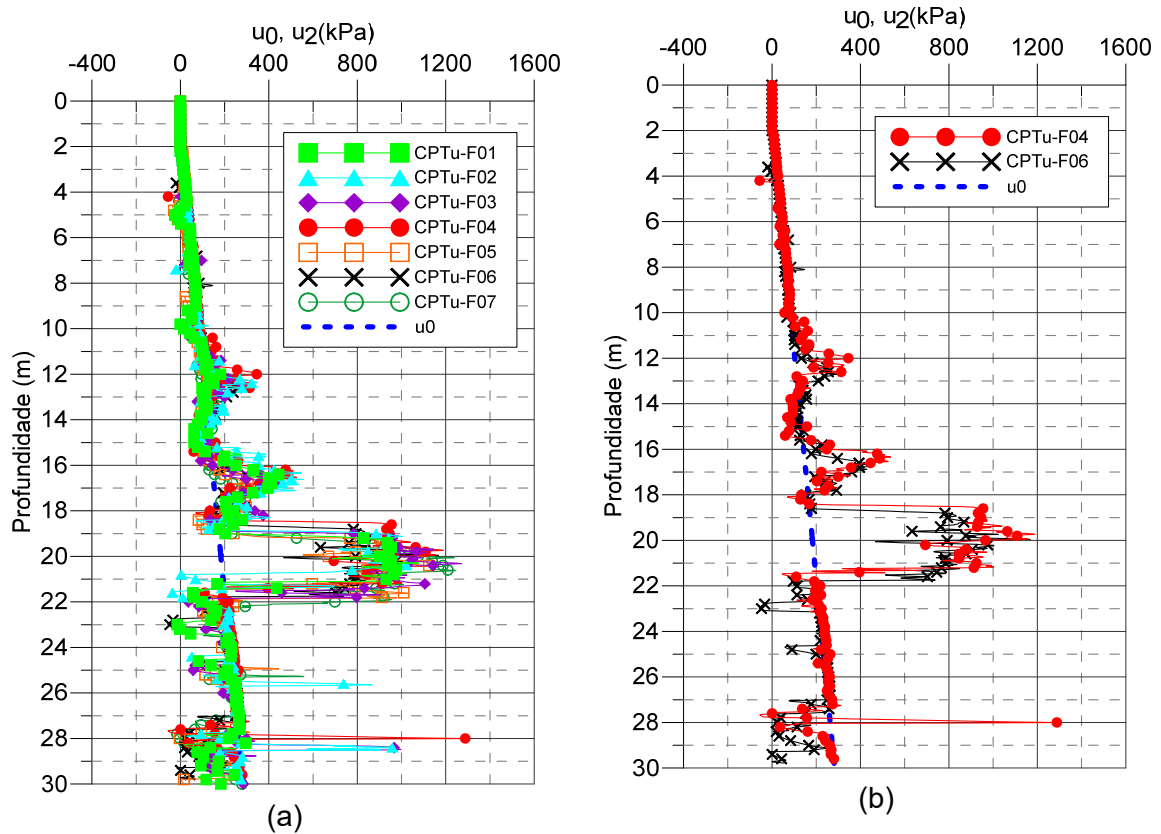 u0, u2(kPa)
-400 0 400 800 1200 1600
0
2
4
6
8
10
12
14
16
18
20
22
24
26
28
30
Profundidade (m)
CPTu-F01
CPTu-F02
CPTu-F03
CPTu-F04
CPTu-F05
CPTu-F06
CPTu-F07
u0
(a)
u0, u2(kPa)
-400 0 400 800 1200 1600
0
2
4
6
8
10
12
14
16
18
20
22
24
26
28
30
Profundidade (m)
CPTu-F04
CPTu-F06
u0
(b)